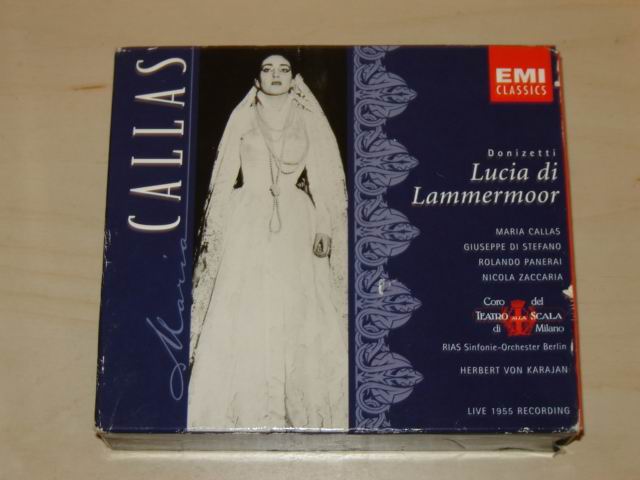 Maria CALLAS
EMI
CLASSICS
Donizetti
Lucia di
Lammermoor
MARIA CALLAS
GIUSEPPE DI STEFANO
ROLANDO PANERAI
NICOLA ZACCARIA
Coro del
TEATRO ALLA SCALA
di Milano
RIAS Sinfonie-Orchester Berlin
HERBERT VON KARAJAN
LIVE 1955 RECORDING